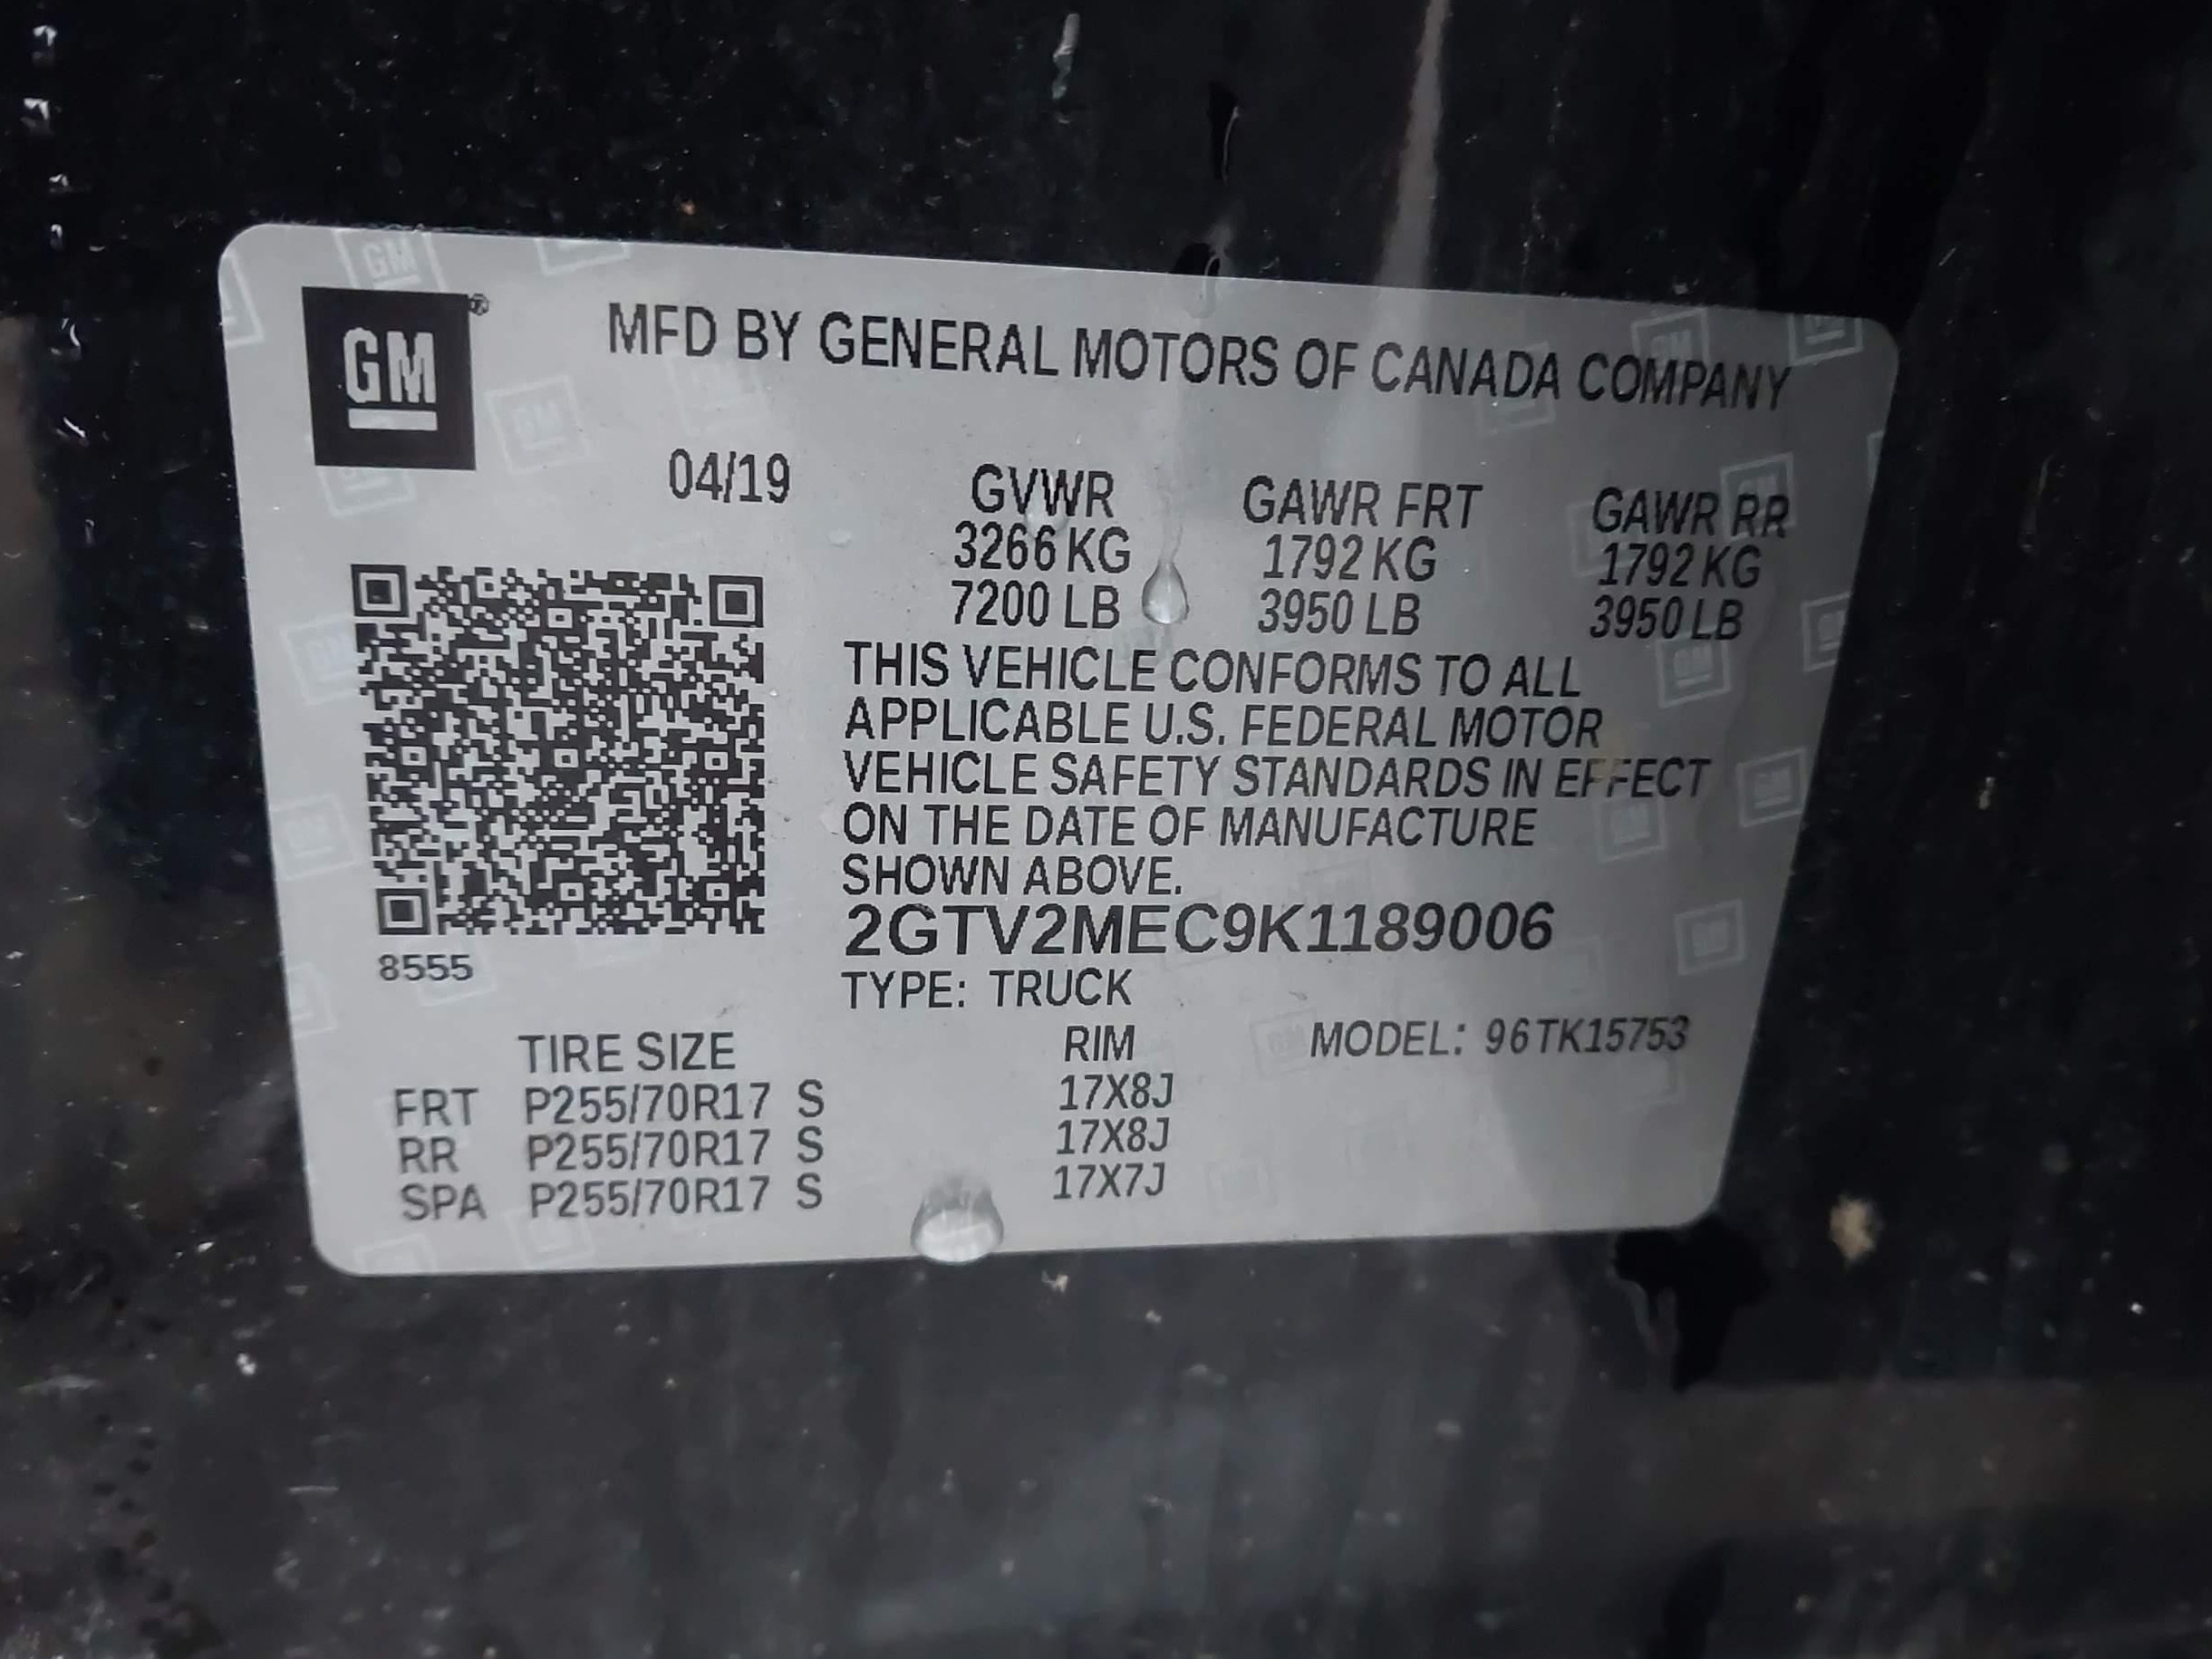 GM
MFD BY GENERAL MOTORS OF CANADA COMPANY
04/19 GVWR GAWR FRT GAWR RR
3266 KG 1792 KG 1792 KG
7200 LB 3950 LB 3950 LB
THIS VEHICLE CONFORMS TO ALL
APPLICABLE U.S. FEDERAL MOTOR
VEHICLE SAFETY STANDARDS IN EFFECT
ON THE DATE OF MANUFACTURE
SHOWN ABOVE.
2GTV2MEC9K1189006
8555
TYPE: TRUCK
TIRE SIZE RIM MODEL: 96TK15753
FRT P255/70R17 S 17X8J
RR P255/70R17 S 17X8J
SPA P255/70R17 S 17X7J